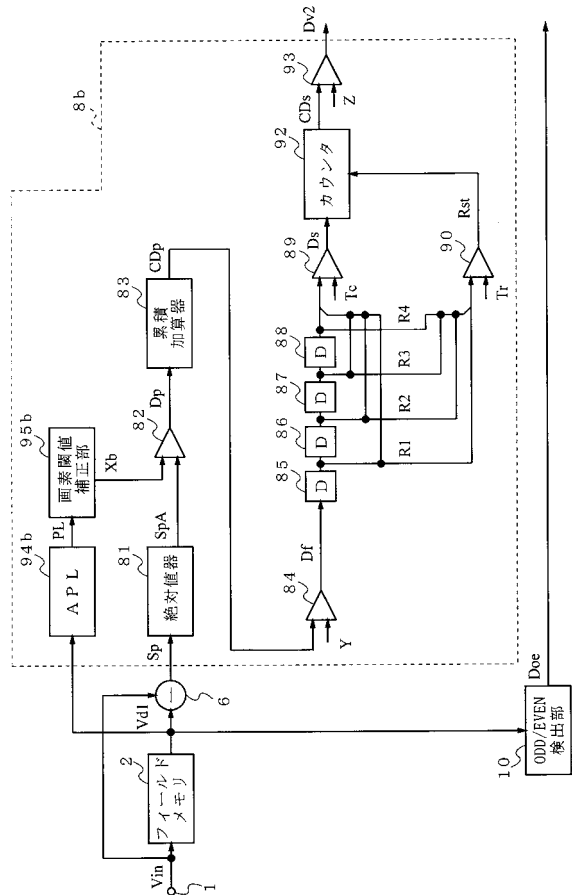 8b
94b
APL
PL
95b
画素閾値
補正部
Xb
81
絶対値器
SpA
82
Dp
83
累積
加算器
CDp
Sp
6
−
Vin
1
2
フィールド
メモリ
Vd1
84
Y
Df
85
D
86
D
87
D
88
D
R1
R2
R3
R4
89
Tc
Ds
92
カウンタ
CDs
93
Z
Dv2
90
Tr
Rst
10
ODD/EVEN
検出部
Doe